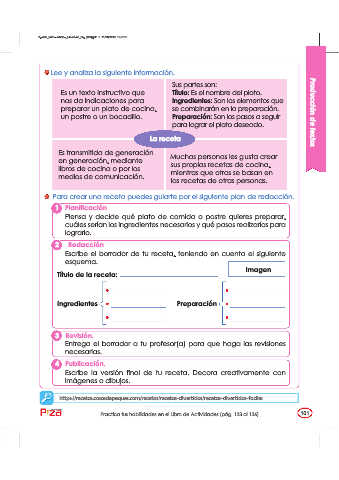 Lee y analiza la siguiente información.
Es un texto instructivo que
nos da indicaciones para
preparar un plato de cocina,
un postre o un bocadillo.
Sus partes son:
Título: Es el nombre del plato.
Ingredientes: Son los elementos que
se combinarán en la preparación.
Preparación: Son los pasos a seguir
para lograr el plato deseado.
La receta
Es transmitida de generación
en generación, mediante
libros de cocina o por los
medios de comunicación.
Muchas personas les gusta crear
sus propias recetas de cocina,
mientras que otras se basan en
las recetas de otras personas.
Producción de textos
Para crear una receta puedes guiarte por el siguiente plan de redacción.
1 Planificación
Piensa y decide qué plato de comida o postre quieres preparar,
cuáles serían los ingredientes necesarios y qué pasos realizarías para
lograrlo.
2 Redacción
Escribe el borrador de tu receta, teniendo en cuenta el siguiente
esquema.
Título de la receta:
Imagen
Ingredientes
Preparación
3 Revisión.
Entrega el borrador a tu profesor(a) para que haga las revisiones
necesarias.
4 Publicación.
Escribe la versión final de tu receta. Decora creativamente con
imágenes o dibujos.
https://recetas.cosasdepeques.com/recetas/recetas-divertidas/recetas-divertidas-faciles
Practica tus habilidades en el Libro de Actividades (pág. 133 al 136)
101